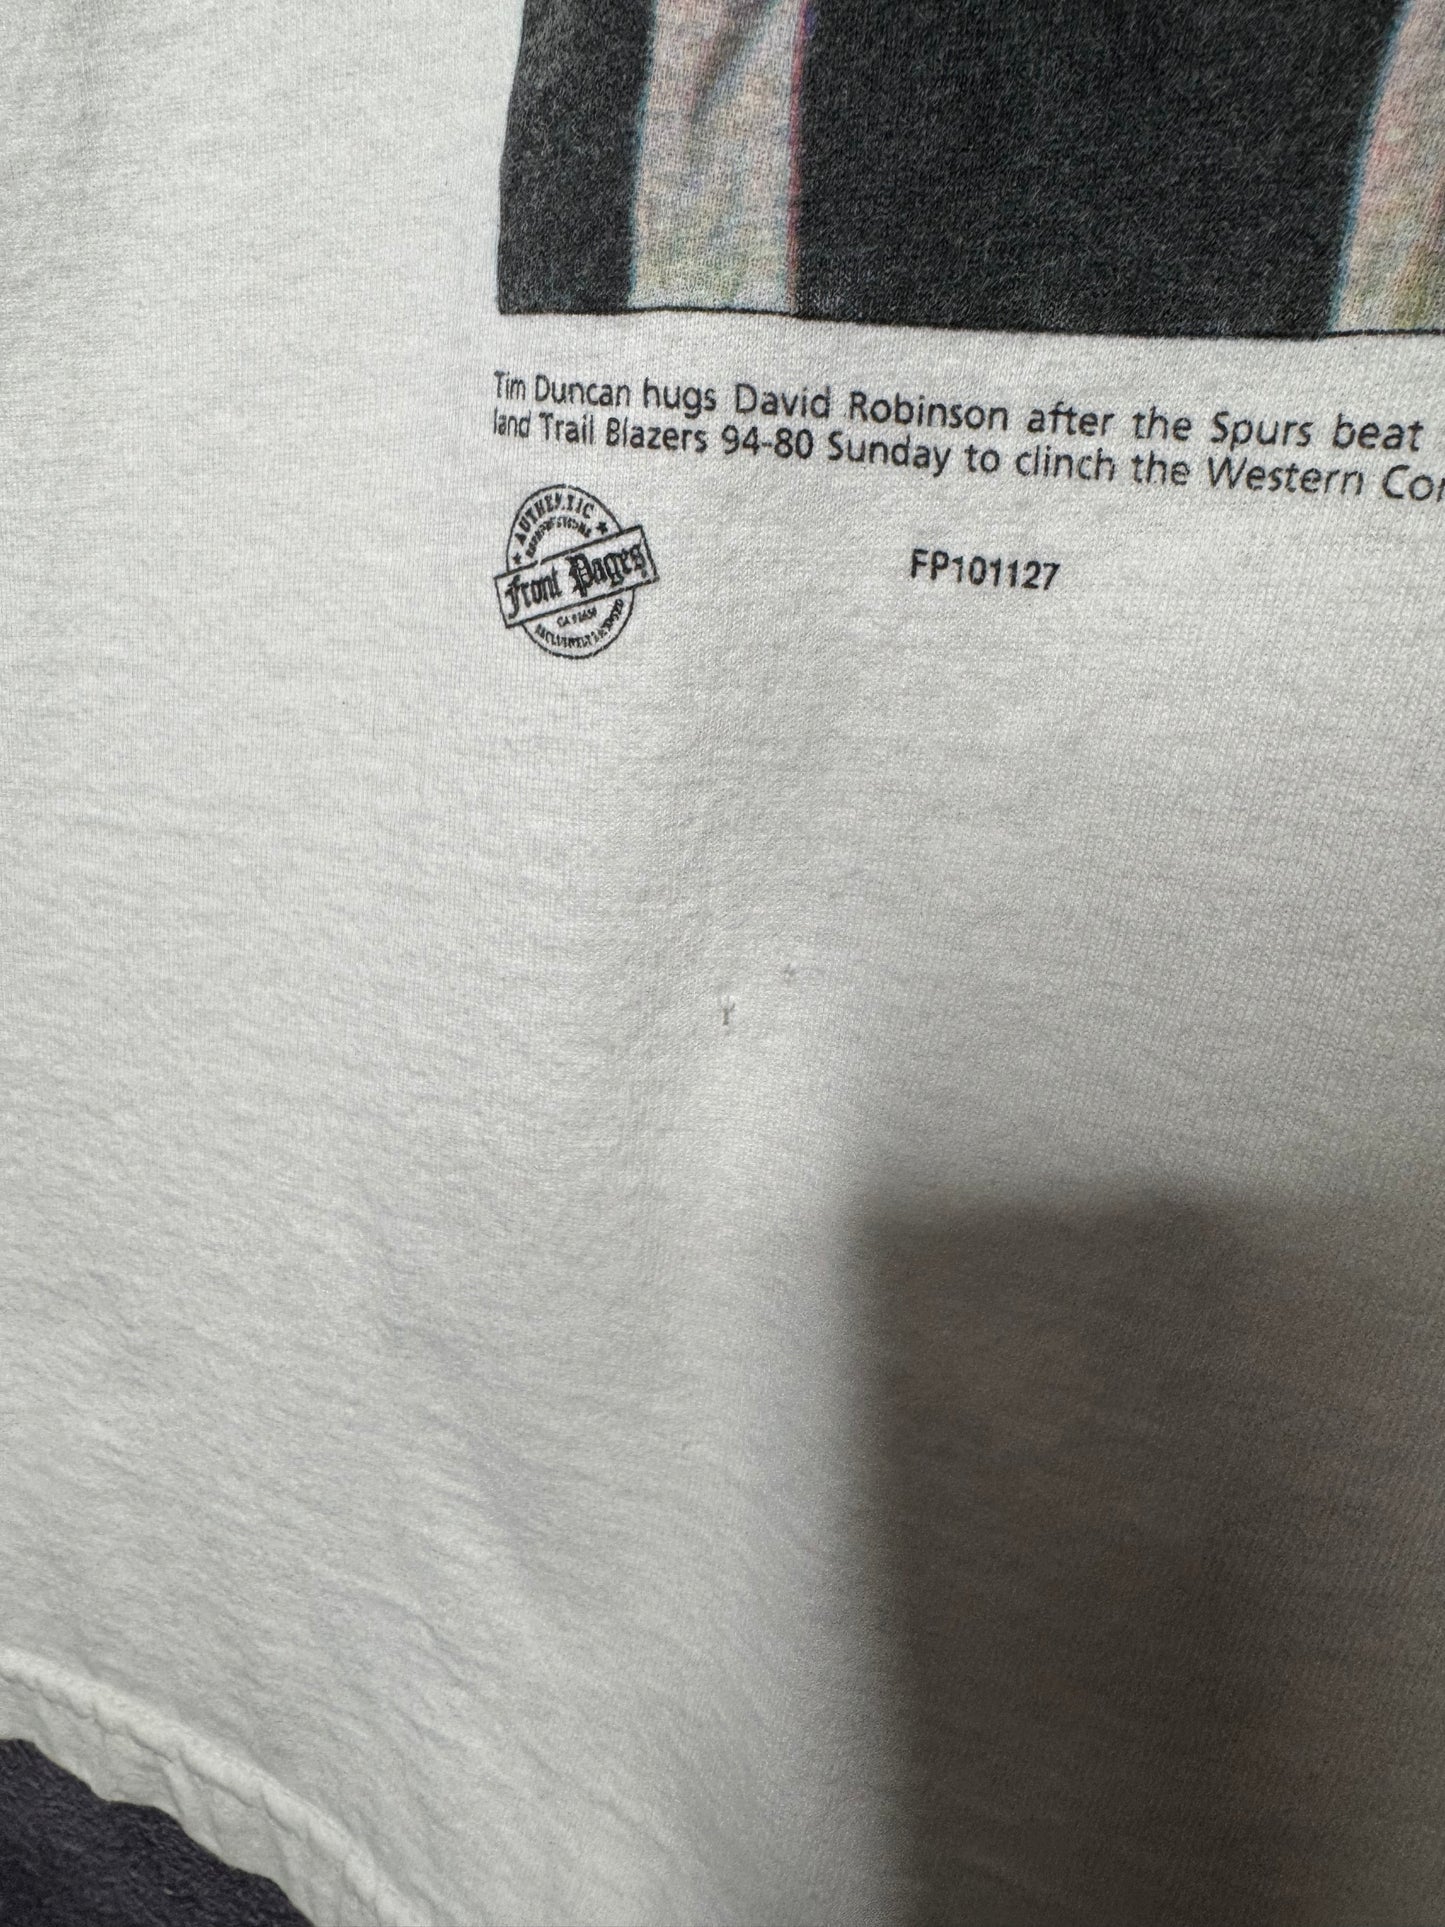 Tim Duncan hugs David Robinson after the Spurs beat
land Trail Blazers 94-80 Sunday to clinch the Western Con
AUTHENTIC
Front Pages
FP101127